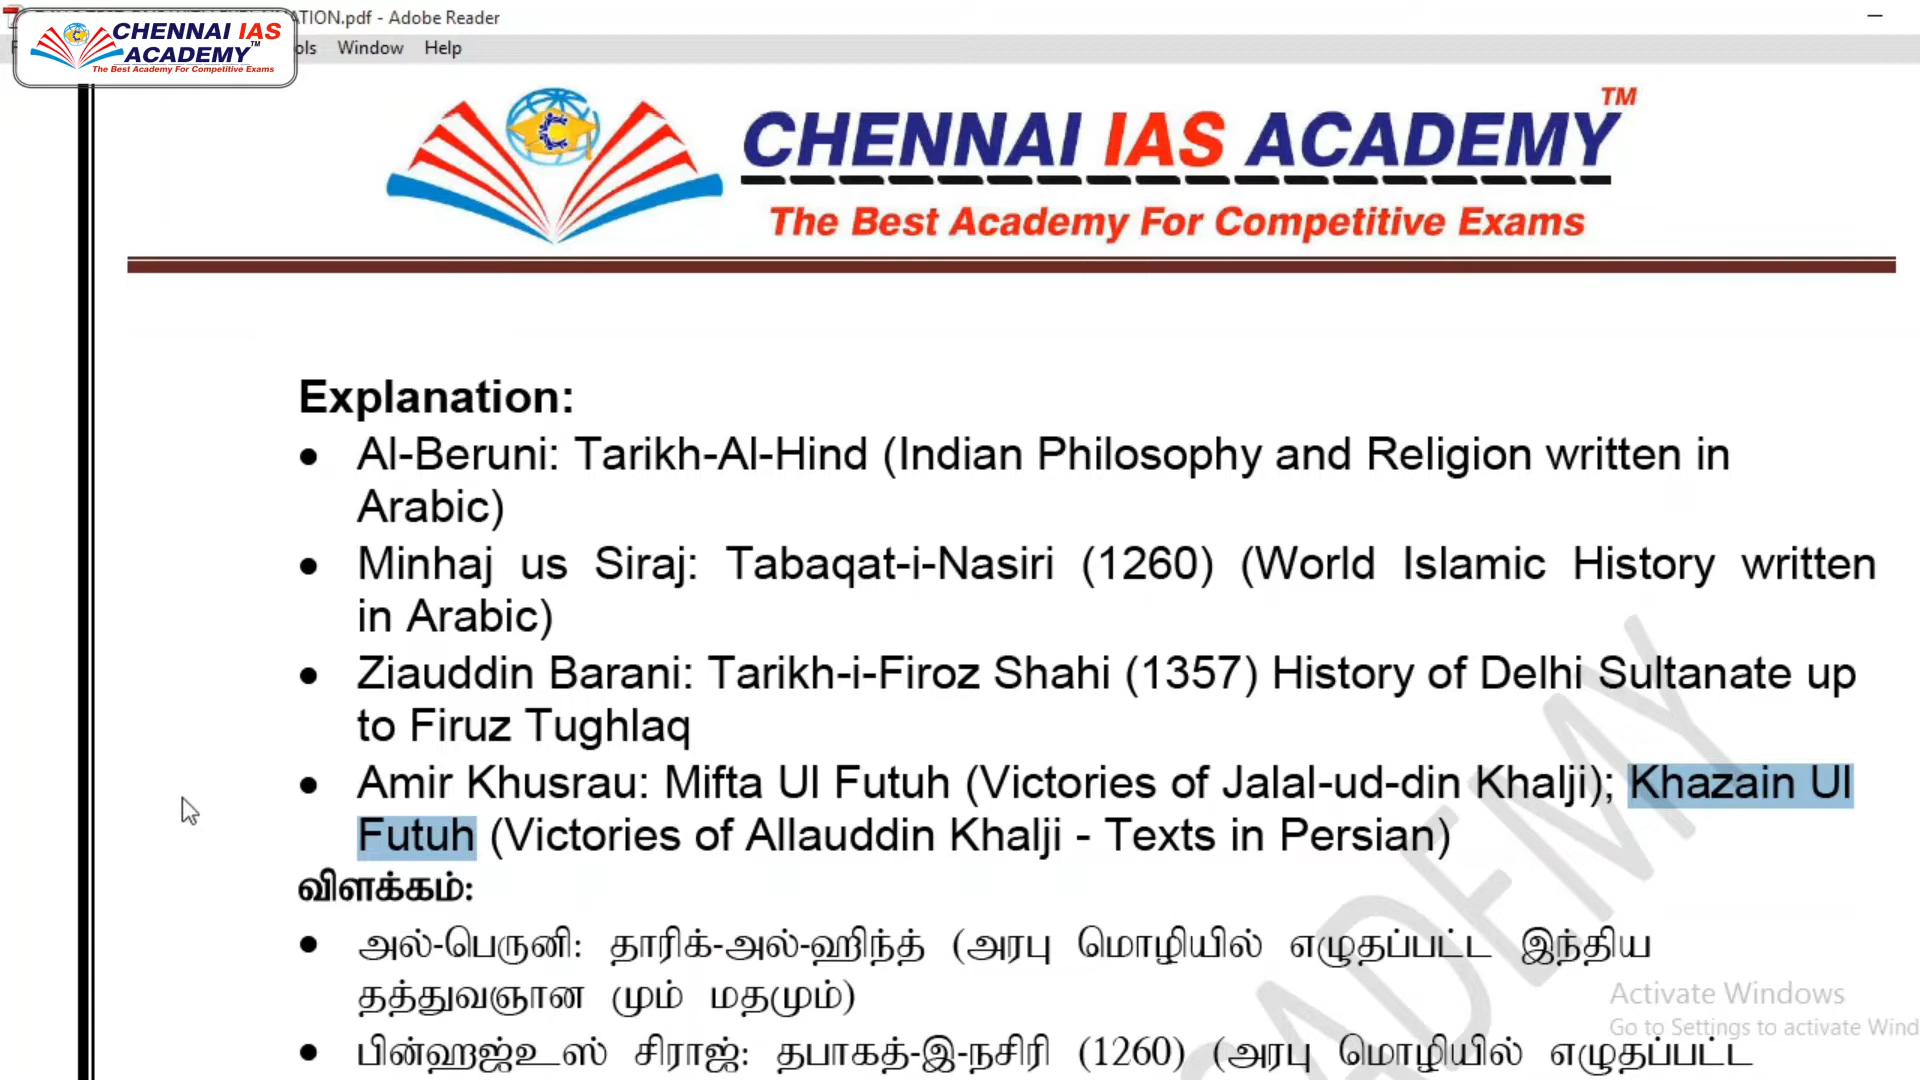 TION.pdf - Adobe Reader
CHENNAI IAS
ACADEMY™
The Best Academy For Competitive Exams
ols Window Help
CHENNAI IAS ACADEMY™
The Best Academy For Competitive Exams
Explanation:
• Al-Beruni: Tarikh-Al-Hind (Indian Philosophy and Religion written in
Arabic)
• Minhaj us Siraj: Tabaqat-i-Nasiri (1260) (World Islamic History written
in Arabic)
• Ziauddin Barani: Tarikh-i-Firoz Shahi (1357) History of Delhi Sultanate up
to Firuz Tughlaq
• Amir Khusrau: Mifta Ul Futuh (Victories of Jalal-ud-din Khalji); Khazain Ul
Futuh (Victories of Allauddin Khalji - Texts in Persian)
விளக்கம்:
• அல்-பெருனி: தாரிக்-அல்-ஹிந்த் (அரபு மொழியில் எழுதப்பட்ட இந்திய
தத்துவஞான மும் மதமும்)
• பின்ஹஜ்உஸ் சிராஜ்: தபாகத்-இ-நசிரி (1260) (அரபு மொழியில் எழுதப்பட்ட
ADEMY
Activate Windows
Go to Settings to activate Wind